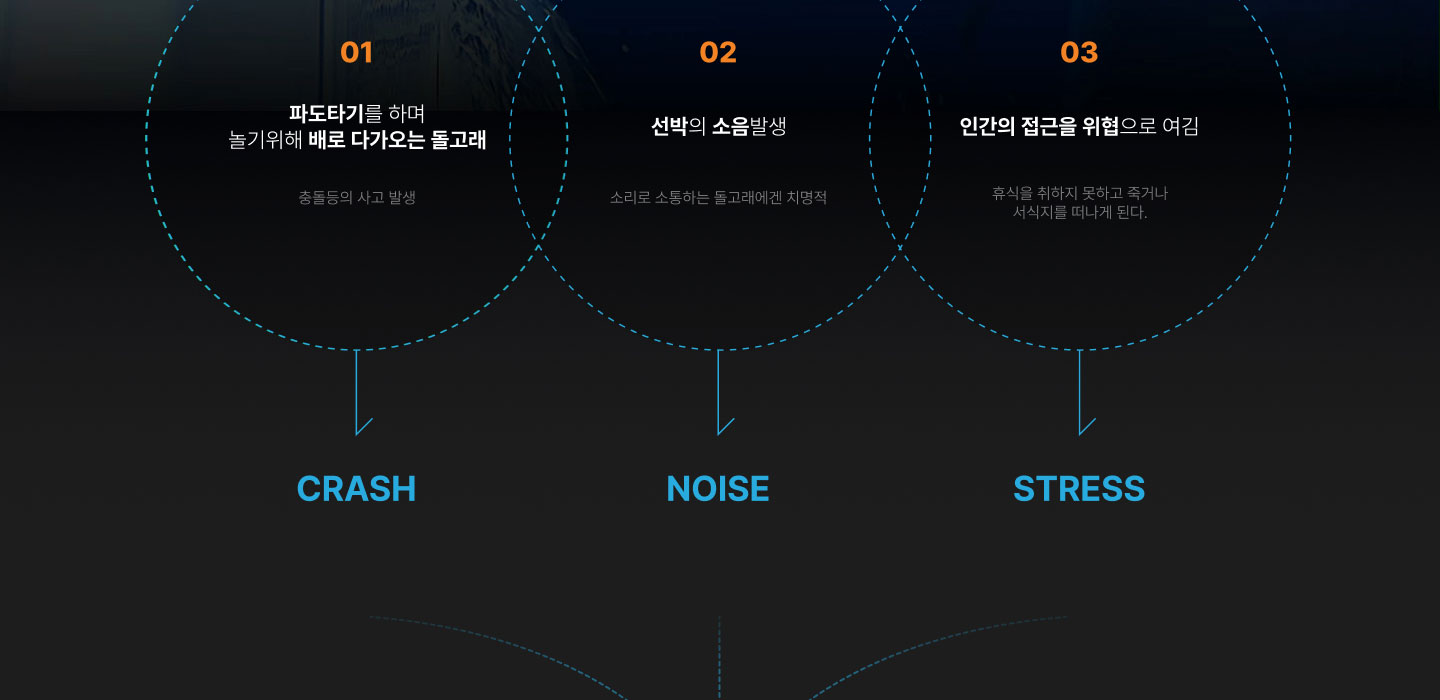 01
파도타기를 하며
놀기위해 배로 다가오는 돌고래
충돌등의 사고 발생
CRASH
02
선박의 소음발생
소리로 소통하는 돌고래에겐 치명적
NOISE
03
인간의 접근을 위협으로 여김
휴식을 취하지 못하고 죽거나
서식지를 떠나게 된다.
STRESS